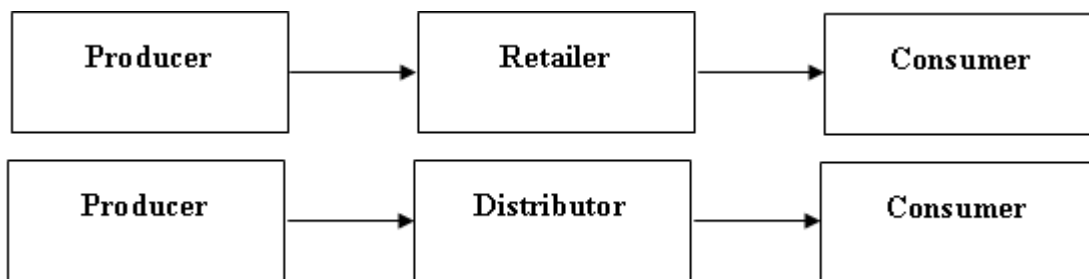 Producer Retailer Consumer
Producer Distributor Consumer